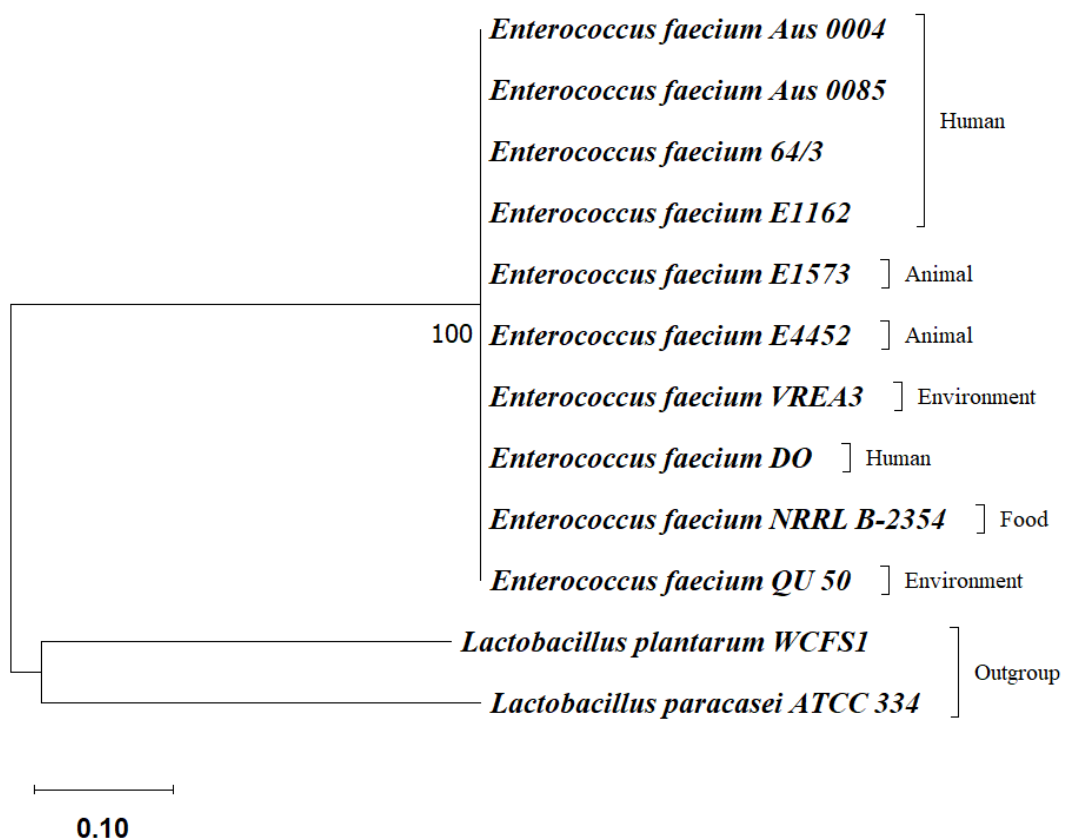 Enterococcus faecium Aus 0004
Enterococcus faecium Aus 0085
Human
Enterococcus faecium 64/3
Enterococcus faecium E1162
Enterococcus faecium E1573 Animal
100 Enterococcus faecium E4452 Animal
Enterococcus faecium VREA3 Environment
Enterococcus faecium DO Human
Enterococcus faecium NRRL B-2354 Food
Enterococcus faecium QU 50 Environment
Lactobacillus plantarum WCFS1
Outgroup
Lactobacillus paracasei ATCC 334
0.10